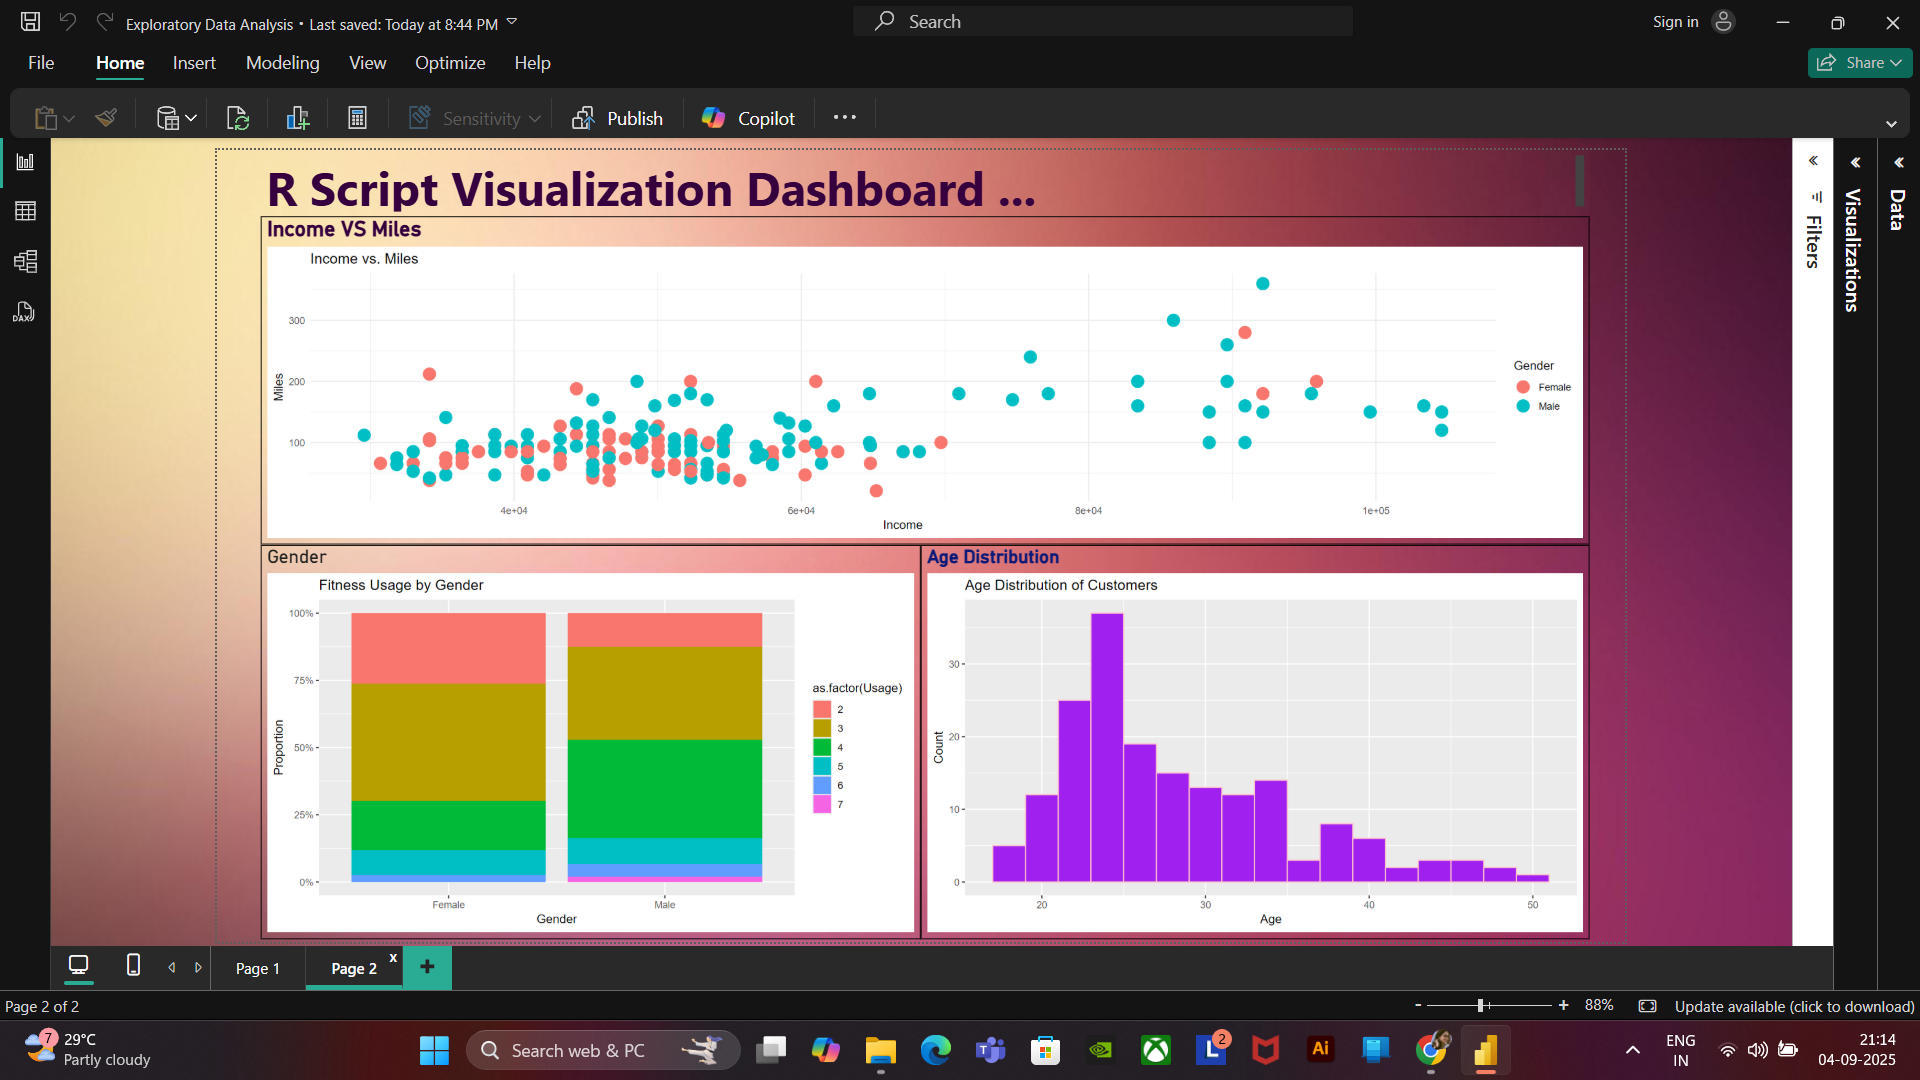 Exploratory Data Analysis • Last saved: Today at 8:44 PM
Search
Sign in
File
Home
Insert
Modeling
View
Optimize
Help
Share
Sensitivity
Publish
Copilot
DAX
R Script Visualization Dashboard ...
Income VS Miles
Income vs. Miles
300
200
100
Miles
4e+04
6e+04
8e+04
1e+05
Income
Gender
Female
Male
Gender
Fitness Usage by Gender
100%
75%
50%
25%
0%
Proportion
Female
Male
Gender
as.factor(Usage)
2
3
4
5
6
7
Age Distribution
Age Distribution of Customers
30
20
10
0
Count
20
30
40
50
Age
Filters
Visualizations
Data
Page 1
Page 2
x
+
Page 2 of 2
-
+
88%
Update available (click to download)
7
29°C
Partly cloudy
Search web & PC
T
L
2
Ai
ENG
IN
21:14
04-09-2025